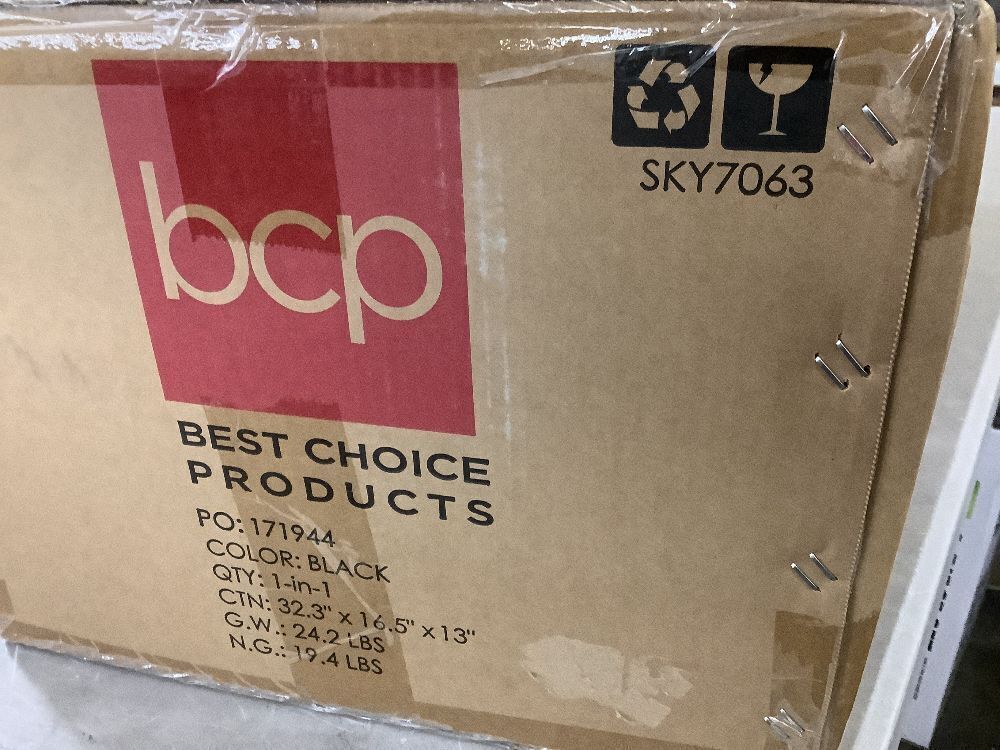 bcp
SKY7063
BEST CHOICE
PRODUCTS
PO: 171944
COLOR: BLACK
QTY: 1-in-1
CTN: 32.3" x 16.5" x 13"
G.W.: 24.2 LBS
N.G.: 19.4 LBS